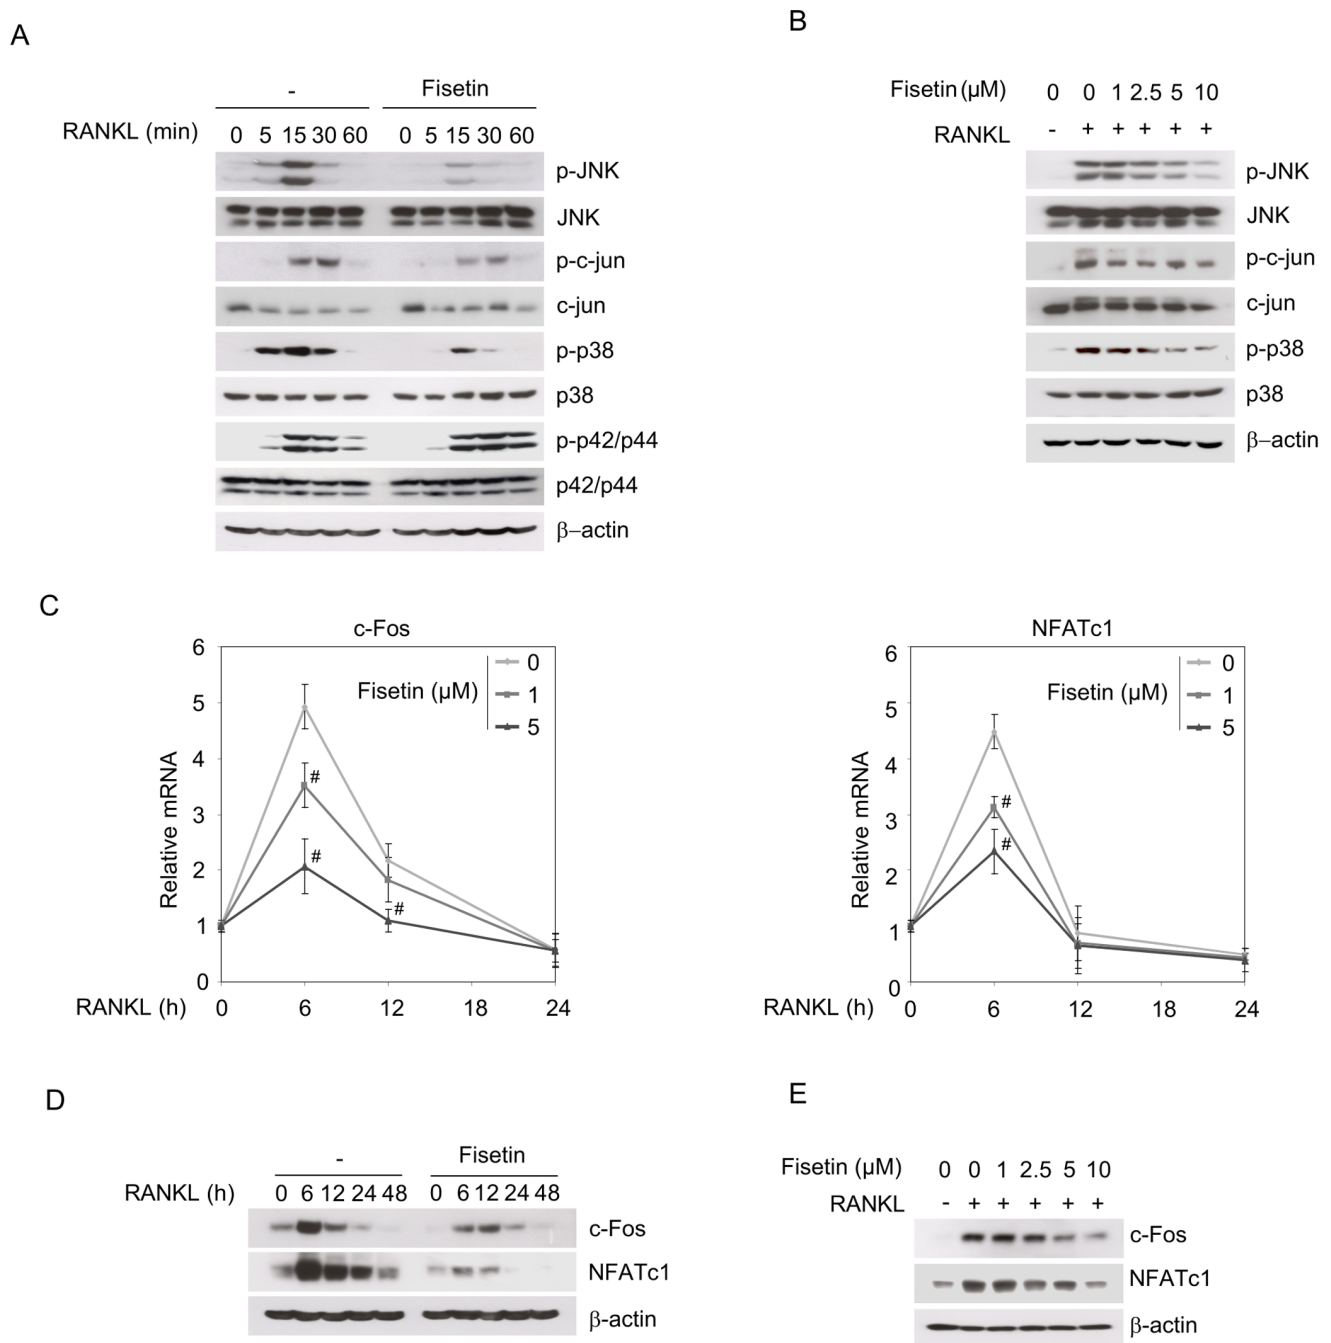 A
- Fisetin
RANKL (min) 0 5 15 30 60 0 5 15 30 60
p-JNK
JNK
p-c-jun
c-jun
p-p38
p38
p-p42/p44
p42/p44
β–actin
B
Fisetin (μM) 0 0 1 2.5 5 10
RANKL - + + + + +
p-JNK
JNK
p-c-jun
c-jun
p-p38
p38
β–actin
C
c-Fos
Relative mRNA
6
5
4
3
2
1
0
Fisetin (μM)
0
1
5
#
#
#
RANKL (h) 0 6 12 18 24
NFATc1
Relative mRNA
6
5
4
3
2
1
0
Fisetin (μM)
0
1
5
#
#
RANKL (h) 0 6 12 18 24
D
- Fisetin
RANKL (h) 0 6 12 24 48 0 6 12 24 48
c-Fos
NFATc1
β–actin
E
Fisetin (μM) 0 0 1 2.5 5 10
RANKL - + + + + +
c-Fos
NFATc1
β–actin